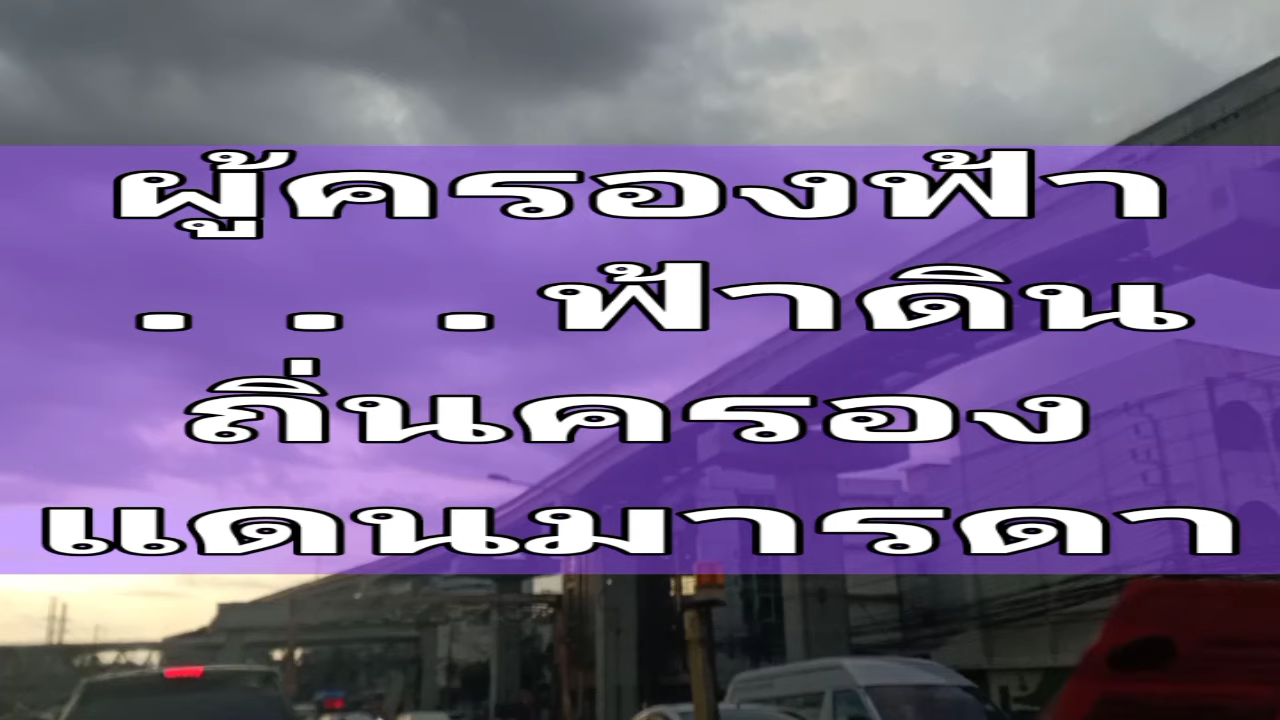 ผู้ครองฟ้า
. . .ฟ้าดิน
ถิ่นครอง
แดนมารดา